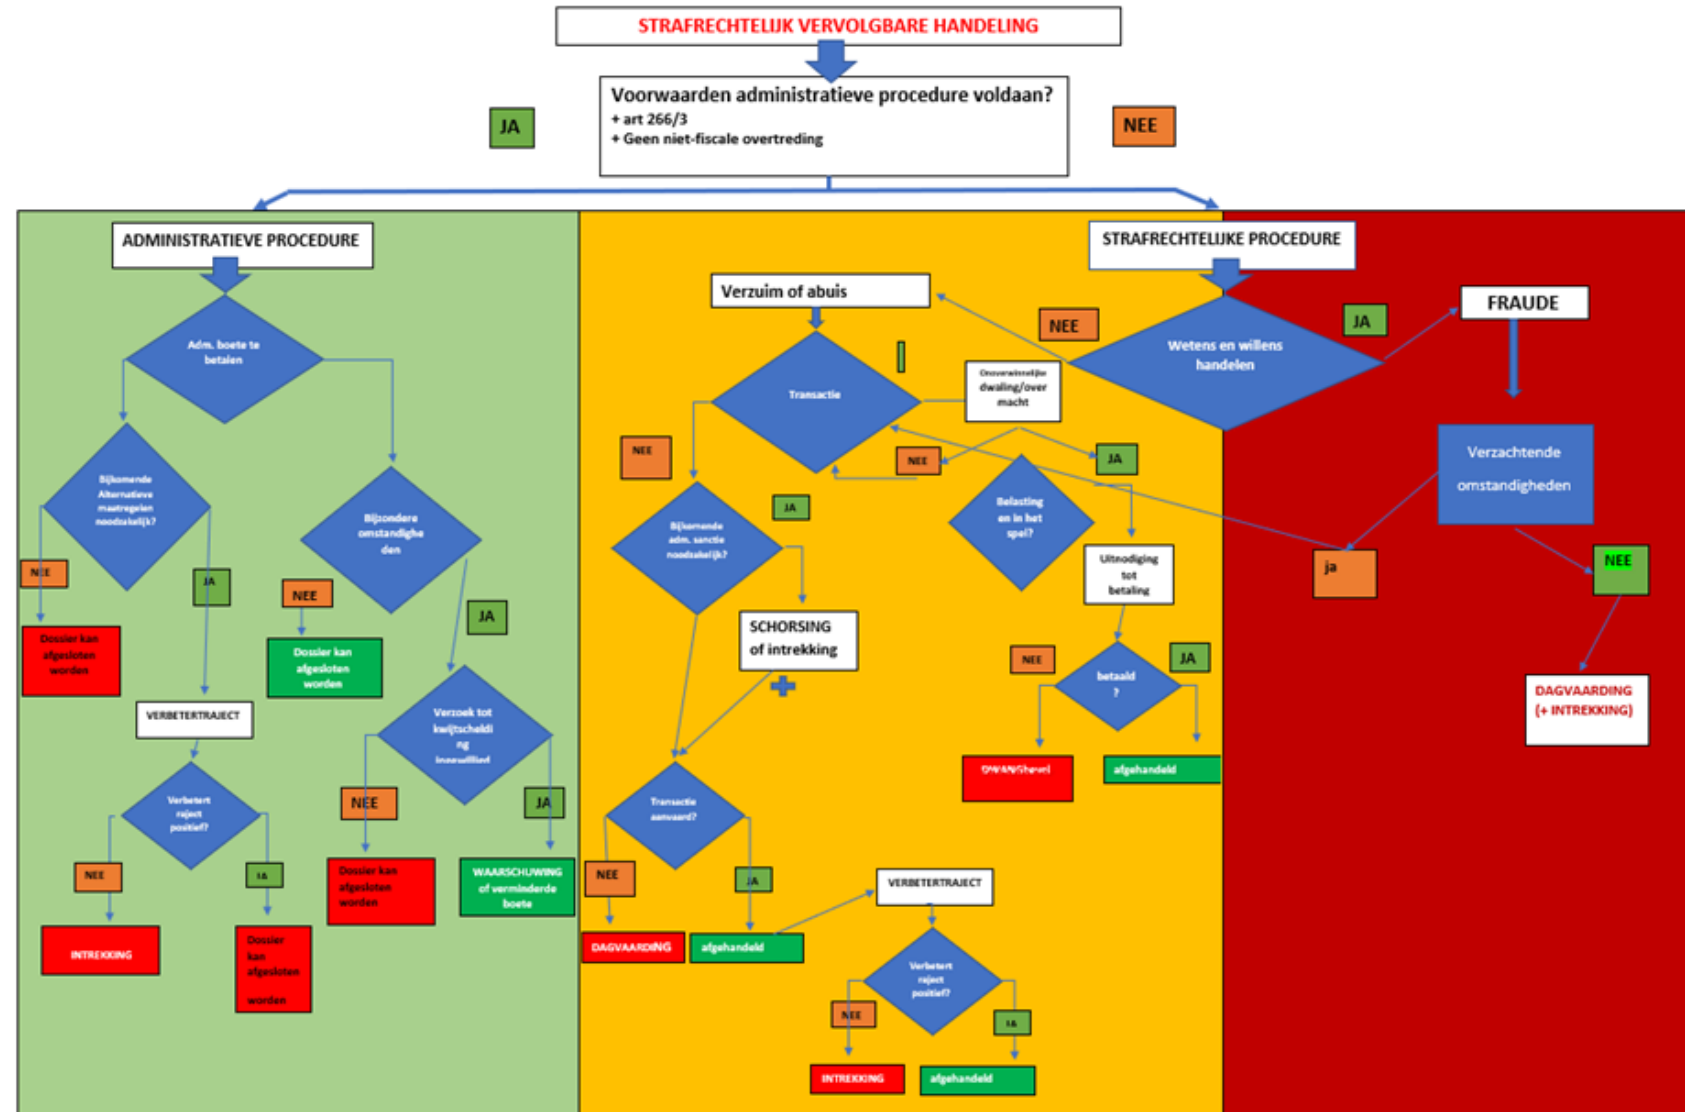 STRAFRECHTELIJK VERVOLGBARE HANDELING
Voorwaarden administratieve procedure voldaan?
+ art 266/3
+ Geen niet-fiscale overtreding
JA
NEE
ADMINISTRATIEVE PROCEDURE
Adm. boete te
betalen
Bijkomende
Alternatieve
maatregelen
noodzakelijk?
NEE
JA
Dossier kan
afgesloten
worden
VERBETERTRAJECT
Verbetert
raject
positief?
NEE
JA
INTREKKING
Dossier
kan
afgesloten
worden
Bijzondere
omstandighe
den
NEE
JA
Dossier kan
afgesloten
worden
Verzoek tot
kwijtscheldi
ng
ingewilligd
NEE
JA
Dossier kan
afgesloten
worden
WAARSCHUWING
of verminderde
boete
STRAFRECHTELIJKE PROCEDURE
Wetens en willens
handelen
NEE
JA
Verzuim of abuis
Transactie
Onoverwinnelijke
dwaling/over
macht
NEE
JA
NEE
Bijkomende
adm. sanctie
noodzakelijk?
JA
SCHORSING
of intrekking
Belasting
en in het
spel?
Uitnodiging
tot
betaling
betaald
?
NEE
JA
DWANGbevel
afgehandeld
Transactie
aanvaard?
NEE
JA
DAGVAARDING
afgehandeld
VERBETERTRAJECT
Verbetert
raject
positief?
NEE
JA
INTREKKING
afgehandeld
FRAUDE
Verzachtende
omstandigheden
ja
NEE
DAGVAARDING
(+ INTREKKING)